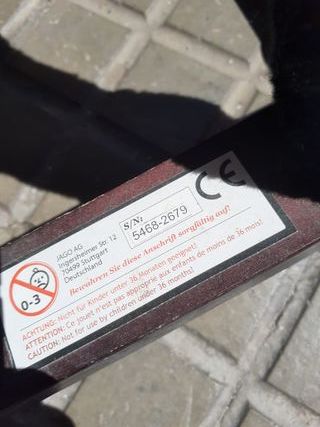 JAGO AG
Ingersheimer Str. 12
70499 Stuttgart
Deutschland
S/N:
5468-2679
CE
Bewahren Sie diese Anschrift sorgfältig auf!
0-3
ACHTUNG: Nicht für Kinder unter 36 Monaten geeignet!
ATTENTION: Ce jouet n'est pas approprié aux enfants de moins de 36 mois!
CAUTION: Not for use by children under 36 months!